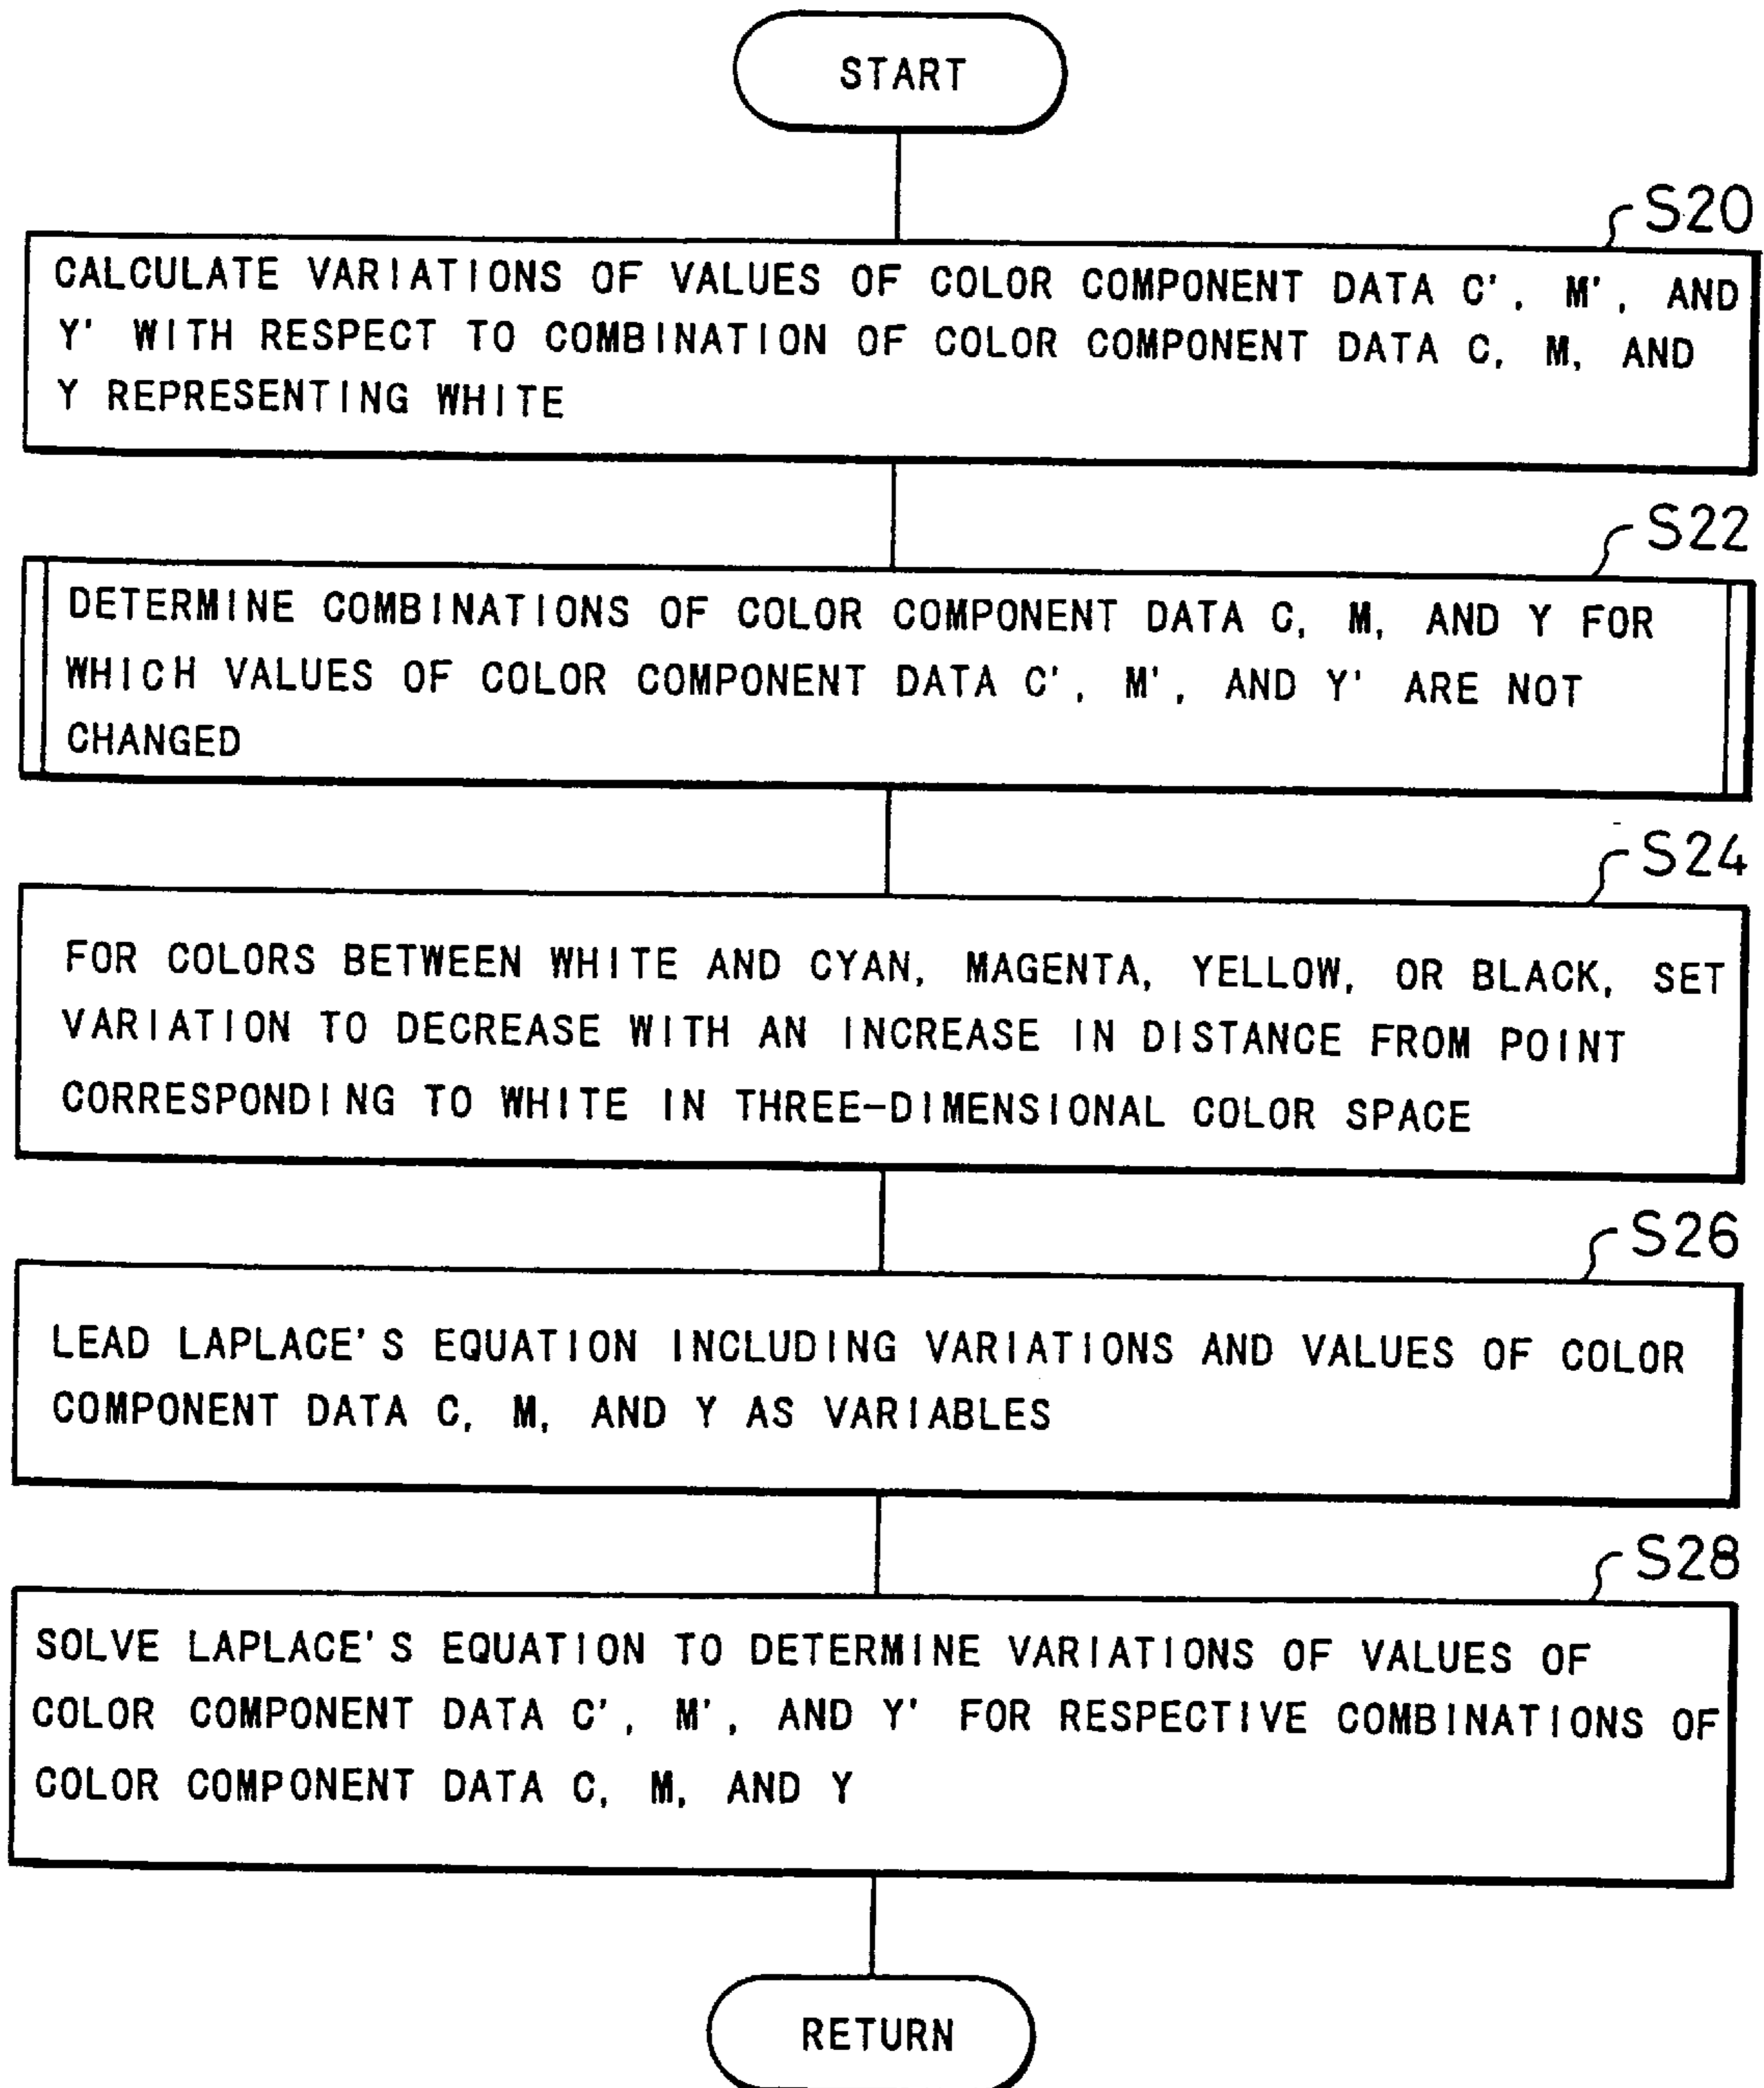 START
S20
CALCULATE VARIATIONS OF VALUES OF COLOR COMPONENT DATA C', M', AND
Y' WITH RESPECT TO COMBINATION OF COLOR COMPONENT DATA C, M, AND
Y REPRESENTING WHITE
S22
DETERMINE COMBINATIONS OF COLOR COMPONENT DATA C, M, AND Y FOR
WHICH VALUES OF COLOR COMPONENT DATA C', M', AND Y' ARE NOT
CHANGED
S24
FOR COLORS BETWEEN WHITE AND CYAN, MAGENTA, YELLOW, OR BLACK, SET
VARIATION TO DECREASE WITH AN INCREASE IN DISTANCE FROM POINT
CORRESPONDING TO WHITE IN THREE-DIMENSIONAL COLOR SPACE
S26
LEAD LAPLACE'S EQUATION INCLUDING VARIATIONS AND VALUES OF COLOR
COMPONENT DATA C, M, AND Y AS VARIABLES
S28
SOLVE LAPLACE'S EQUATION TO DETERMINE VARIATIONS OF VALUES OF
COLOR COMPONENT DATA C', M', AND Y' FOR RESPECTIVE COMBINATIONS OF
COLOR COMPONENT DATA C, M, AND Y
RETURN